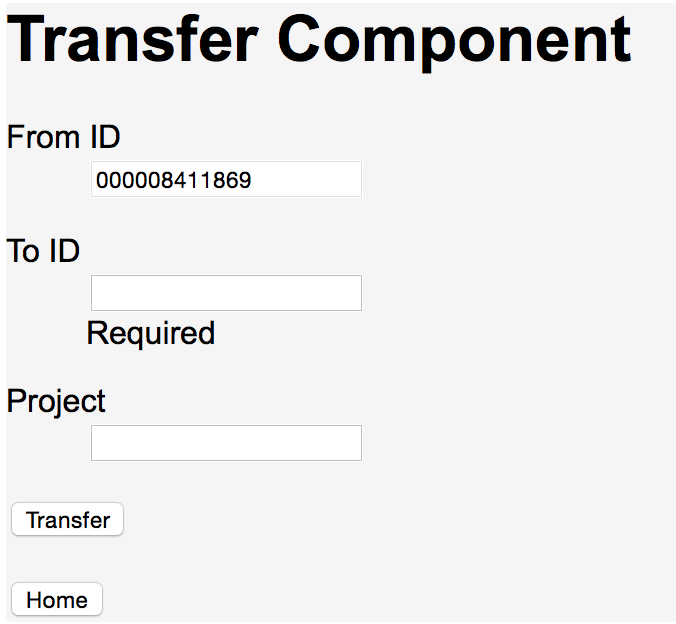 Transfer Component
From ID
000008411869
To ID
Required
Project
Transfer
Home